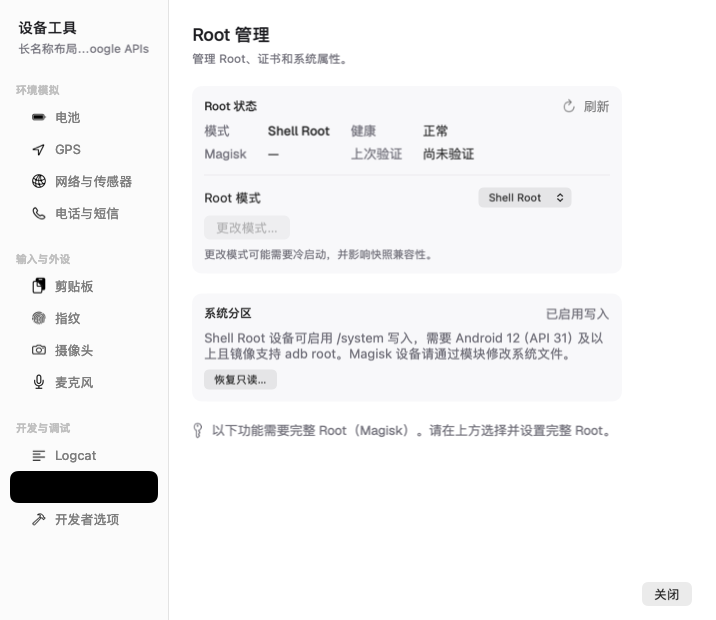 设备工具
长名称布局...oogle APIs
环境模拟
电池
GPS
网络与传感器
电话与短信
输入与外设
剪贴板
指纹
摄像头
麦克风
开发与调试
Logcat
开发者选项
Root 管理
管理 Root、证书和系统属性。
Root 状态
刷新
模式 Shell Root 健康 正常
Magisk — 上次验证 尚未验证
Root 模式
Shell Root
更改模式...
更改模式可能需要冷启动，并影响快照兼容性。
系统分区
已启用写入
Shell Root 设备可启用 /system 写入，需要 Android 12 (API 31) 及以
上且镜像支持 adb root。Magisk 设备请通过模块修改系统文件。
恢复只读...
以下功能需要完整 Root（Magisk）。请在上方选择并设置完整 Root。
关闭